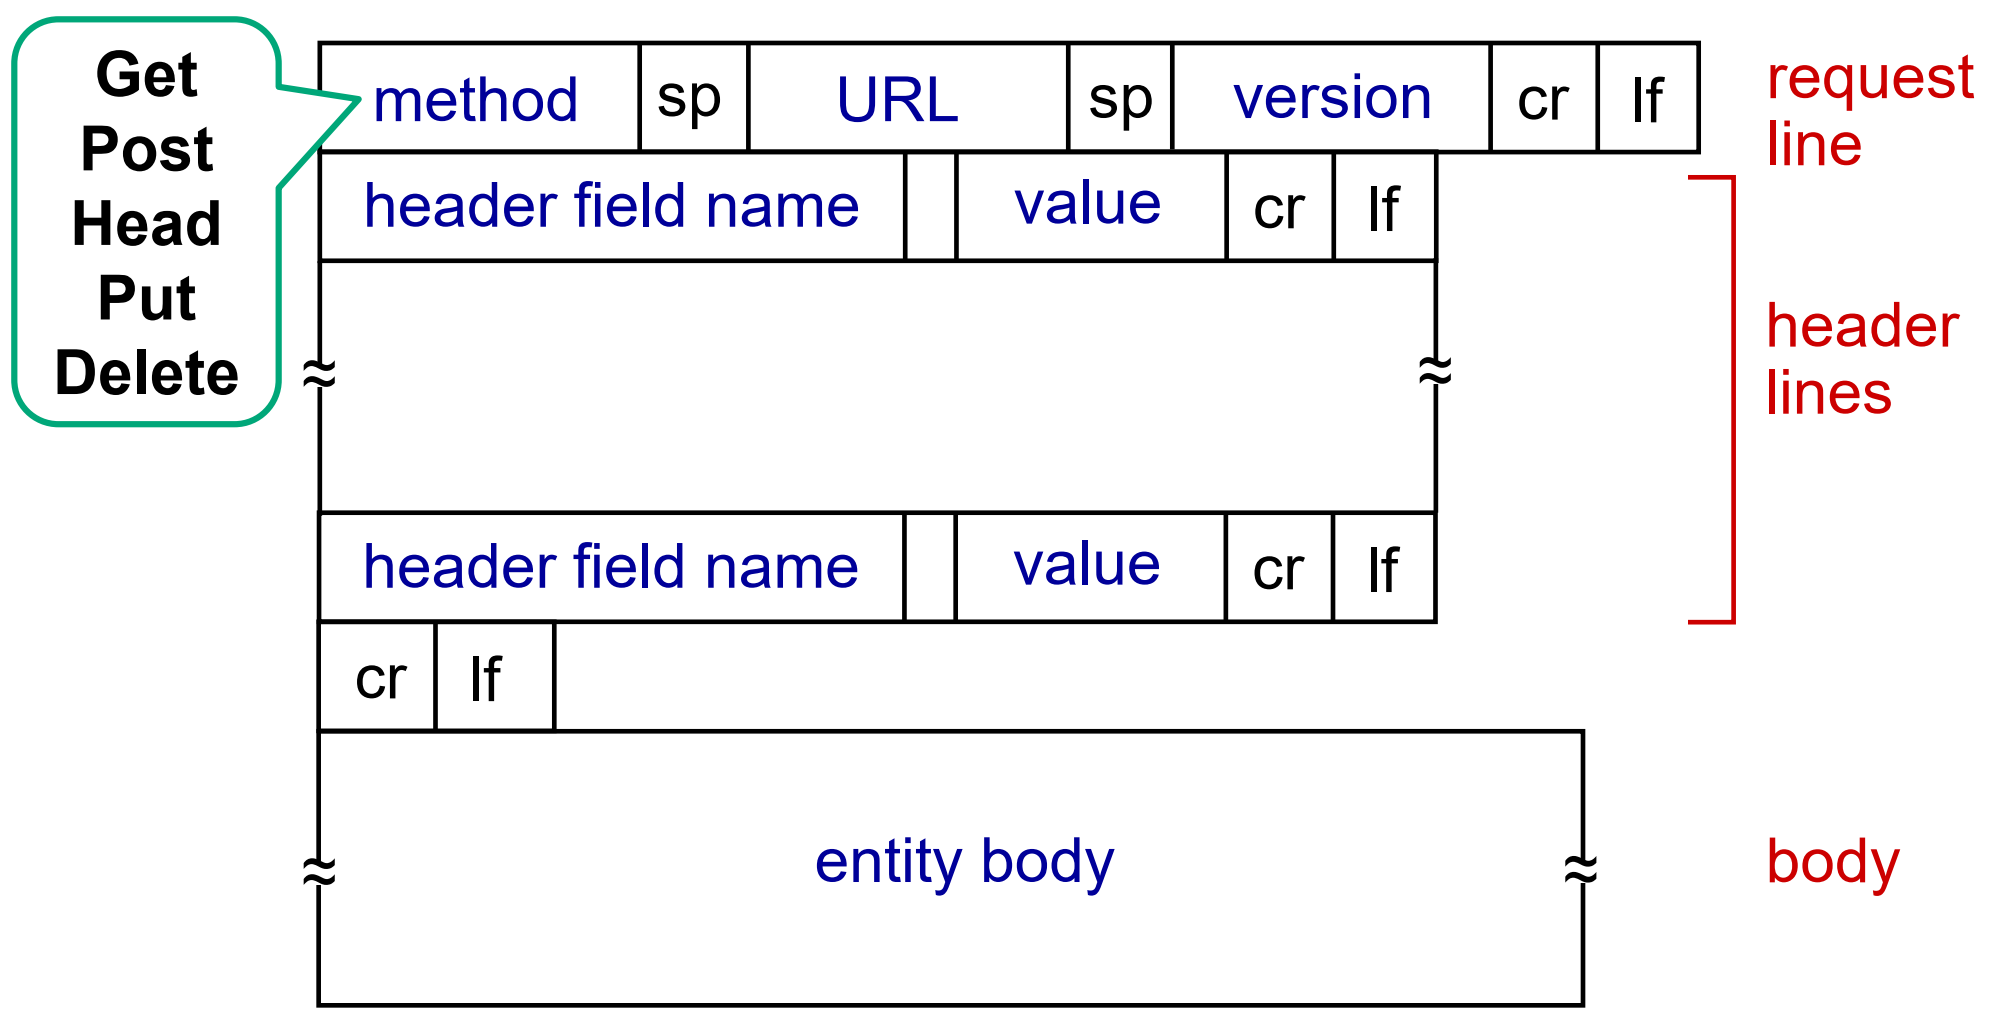 Get
Post
Head
Put
Delete
method sp URL sp version cr lf
request
line
header field name value cr lf
header
lines
header field name value cr lf
cr lf
entity body
body